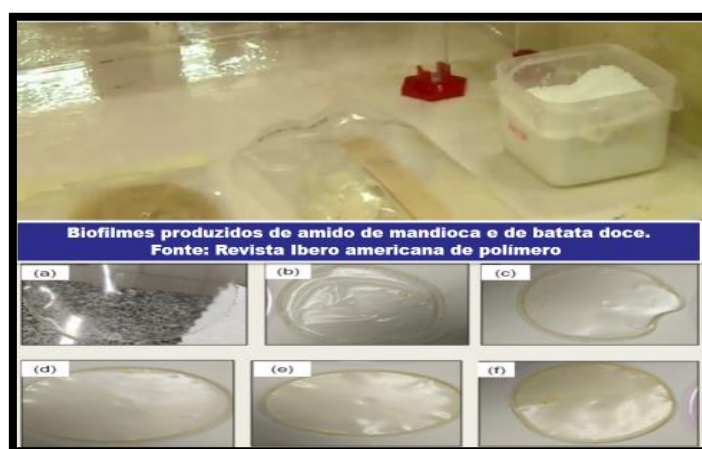 Biofilmes produzidos de amido de mandioca e de batata doce.
Fonte: Revista Ibero americana de polímero
(a)
(b)
(c)
(d)
(e)
(f)